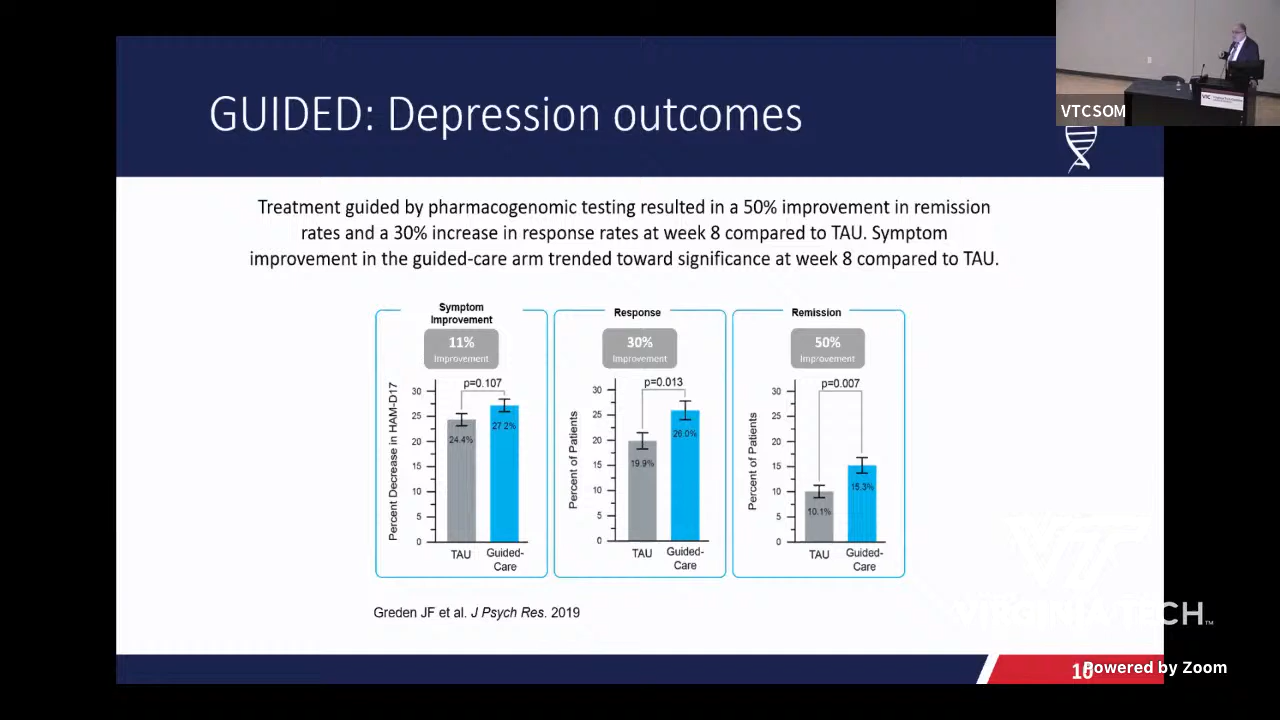 VTCSOM
GUIDED: Depression outcomes
Treatment guided by pharmacogenomic testing resulted in a 50% improvement in remission
rates and a 30% increase in response rates at week 8 compared to TAU. Symptom
improvement in the guided-care arm trended toward significance at week 8 compared to TAU.
Symptom
Improvement
11%
Improvement
Percent Decrease in HAM-D17
p=0.107
30
25
20
15
10
5
0
24.4%
27.2%
TAU
Guided-
Care
Response
30%
Improvement
Percent of Patients
p=0.013
30
25
20
15
10
5
0
19.9%
26.0%
TAU
Guided-
Care
Remission
50%
Improvement
Percent of Patients
p=0.007
30
25
20
15
10
5
0
10.1%
15.3%
TAU
Guided-
Care
Greden JF et al. J Psych Res. 2019
VIRGINIA TECH™
10
Powered by Zoom